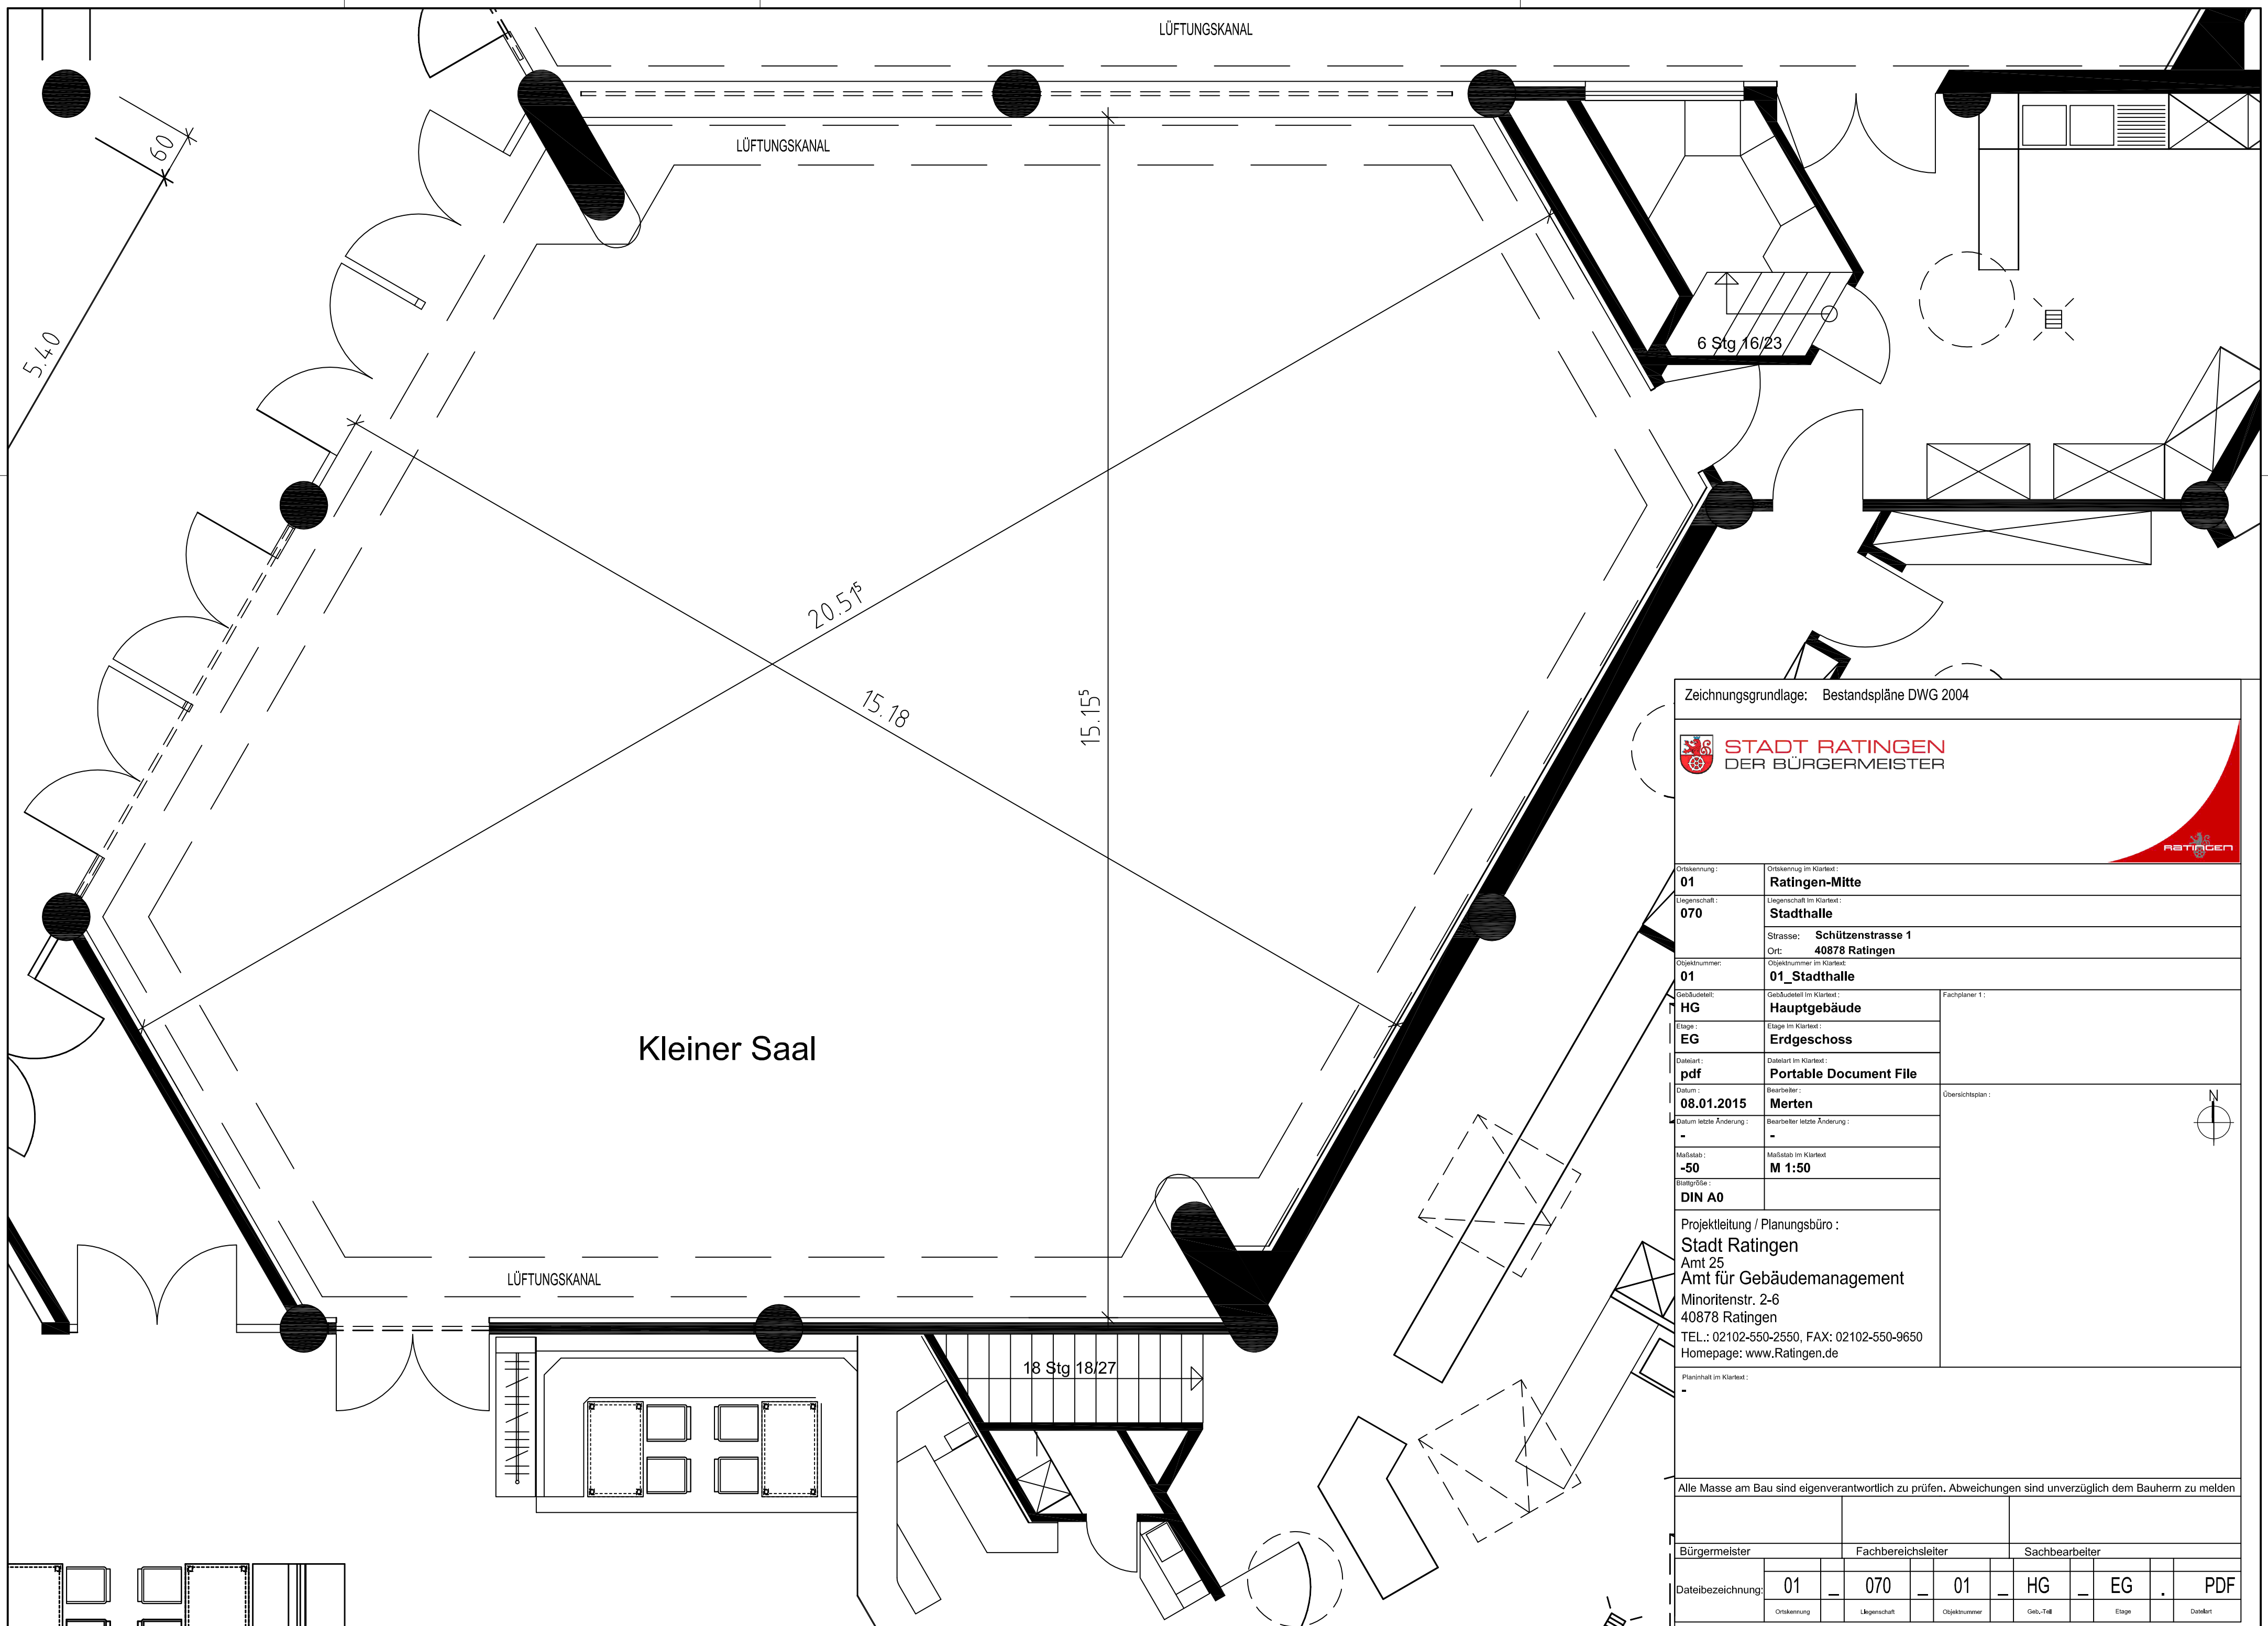 LÜFTUNGSKANAL
LÜFTUNGSKANAL
60
5.40
6 Stg 16/23
20.51⁵
15.18
15.15⁵
Kleiner Saal
LÜFTUNGSKANAL
18 Stg 18/27
Zeichnungsgrundlage: Bestandspläne DWG 2004
STADT RATINGEN
DER BÜRGERMEISTER
RATINGEN
Ortskennung : Ortskennug im Klartext :
01 Ratingen-Mitte
Liegenschaft : Liegenschaft im Klartext :
070 Stadthalle
Strasse: Schützenstrasse 1
Ort: 40878 Ratingen
Objektnummer: Objektnummer im Klartext:
01 01_Stadthalle
Gebäudeteil: Gebäudeteil im Klartext : Fachplaner 1 :
HG Hauptgebäude
Etage : Etage im Klartext :
EG Erdgeschoss
Dateiart : Dateiart im Klartext :
pdf Portable Document File
Datum : Bearbeiter : Übersichtsplan :
08.01.2015 Merten
N
Datum letzte Änderung : Bearbeiter letzte Änderung :
- -
Maßstab : Maßstab im Klartext
-50 M 1:50
Blattgröße :
DIN A0
Projektleitung / Planungsbüro :
Stadt Ratingen
Amt 25
Amt für Gebäudemanagement
Minoritenstr. 2-6
40878 Ratingen
TEL.: 02102-550-2550, FAX: 02102-550-9650
Homepage: www.Ratingen.de
Planinhalt im Klartext :
-
Alle Masse am Bau sind eigenverantwortlich zu prüfen. Abweichungen sind unverzüglich dem Bauherrn zu melden
Bürgermeister Fachbereichsleiter Sachbearbeiter
Dateibezeichnung: 01 _ 070 _ 01 _ HG _ EG . PDF
Ortskennung Liegenschaft Objektnummer Geb.-Teil Etage Dateiart